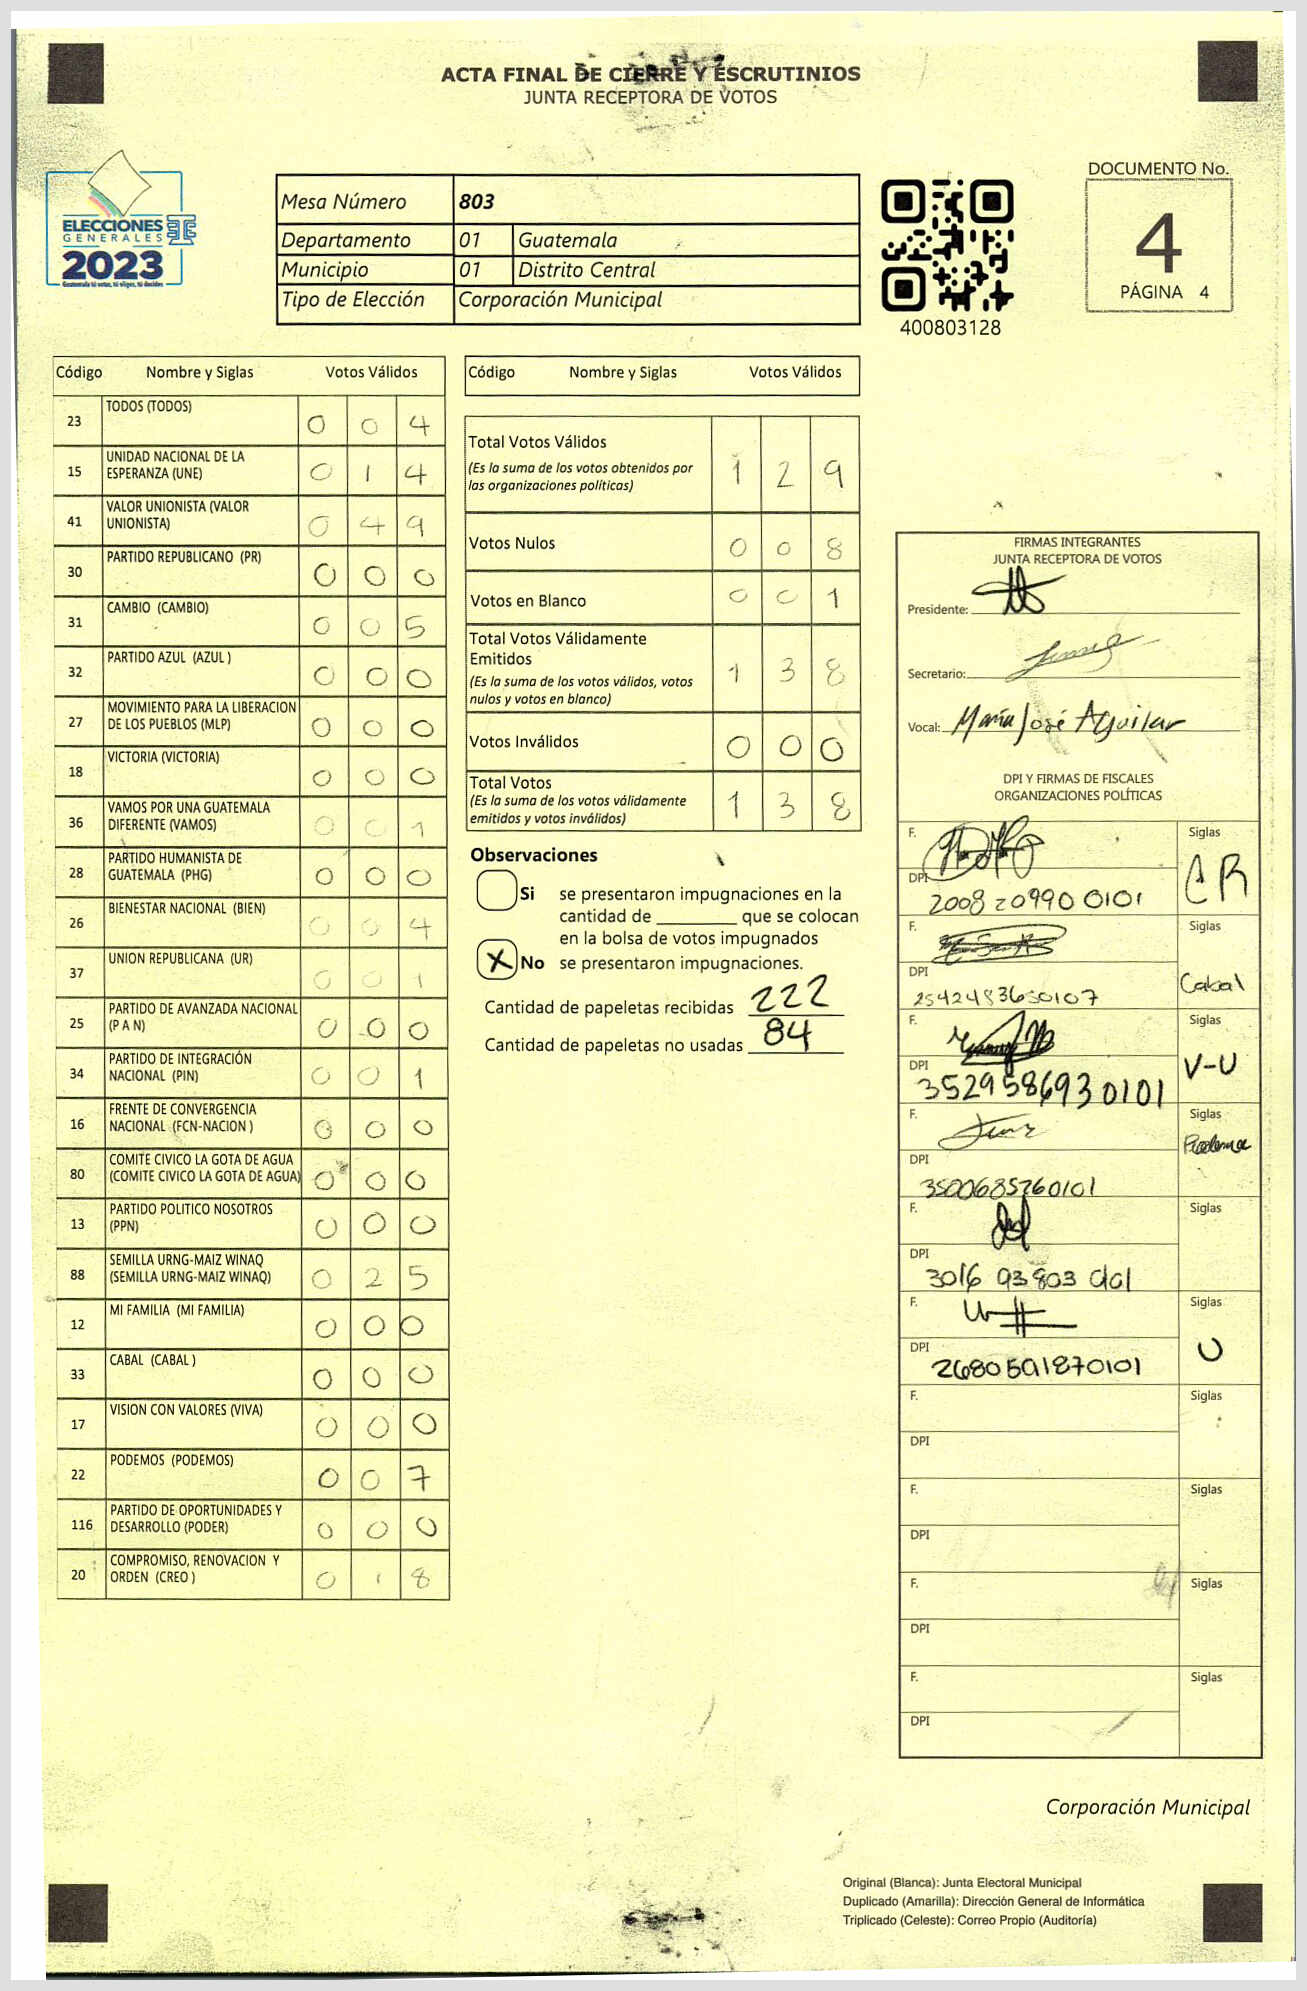 ACTA FINAL DE CIERRE Y ESCRUTINIOS
JUNTA RECEPTORA DE VOTOS
ELECCIONES
GENERALES
2023
Guatemala tú votas, tú eliges, tú decides
Mesa Número 803
Departamento 01 Guatemala
Municipio 01 Distrito Central
Tipo de Elección Corporación Municipal
400803128
DOCUMENTO No.
4
PÁGINA 4
Código Nombre y Siglas Votos Válidos
23 TODOS (TODOS) 0 0 4
15 UNIDAD NACIONAL DE LA
ESPERANZA (UNE) 0 1 4
41 VALOR UNIONISTA (VALOR
UNIONISTA) 0 4 9
30 PARTIDO REPUBLICANO (PR) 0 0 0
31 CAMBIO (CAMBIO) 0 0 5
32 PARTIDO AZUL (AZUL ) 0 0 0
27 MOVIMIENTO PARA LA LIBERACION
DE LOS PUEBLOS (MLP) 0 0 0
18 VICTORIA (VICTORIA) 0 0 0
36 VAMOS POR UNA GUATEMALA
DIFERENTE (VAMOS) 0 0 1
28 PARTIDO HUMANISTA DE
GUATEMALA (PHG) 0 0 0
26 BIENESTAR NACIONAL (BIEN) 0 0 4
37 UNION REPUBLICANA (UR) 0 0 1
25 PARTIDO DE AVANZADA NACIONAL
(P A N) 0 0 0
34 PARTIDO DE INTEGRACIÓN
NACIONAL (PIN) 0 0 1
16 FRENTE DE CONVERGENCIA
NACIONAL (FCN-NACION ) 0 0 0
80 COMITE CIVICO LA GOTA DE AGUA
(COMITE CIVICO LA GOTA DE AGUA) 0 0 0
13 PARTIDO POLITICO NOSOTROS
(PPN) 0 0 0
88 SEMILLA URNG-MAIZ WINAQ
(SEMILLA URNG-MAIZ WINAQ) 0 2 5
12 MI FAMILIA (MI FAMILIA) 0 0 0
33 CABAL (CABAL ) 0 0 0
17 VISION CON VALORES (VIVA) 0 0 0
22 PODEMOS (PODEMOS) 0 0 7
116 PARTIDO DE OPORTUNIDADES Y
DESARROLLO (PODER) 0 0 0
20 COMPROMISO, RENOVACION Y
ORDEN (CREO ) 0 1 8
Código Nombre y Siglas Votos Válidos
Total Votos Válidos
(Es la suma de los votos obtenidos por
las organizaciones políticas) 1 2 9
Votos Nulos 0 0 8
Votos en Blanco 0 0 1
Total Votos Válidamente
Emitidos
(Es la suma de los votos válidos, votos
nulos y votos en blanco) 1 3 8
Votos Inválidos 0 0 0
Total Votos
(Es la suma de los votos válidamente
emitidos y votos inválidos) 1 3 8
Observaciones
Si se presentaron impugnaciones en la
cantidad de ________ que se colocan
en la bolsa de votos impugnados
X No se presentaron impugnaciones.
Cantidad de papeletas recibidas 222
Cantidad de papeletas no usadas 84
FIRMAS INTEGRANTES
JUNTA RECEPTORA DE VOTOS
Presidente:
Secretario:
Vocal: María José Aguilar
DPI Y FIRMAS DE FISCALES
ORGANIZACIONES POLÍTICAS
F. Siglas
CR
DPI
2008 20990 0101
F. Siglas
Cabal
DPI
2542483650107
F. Siglas
V-U
DPI
3529586930101
F. Siglas
DPI
3500685260101
F. Siglas
DPI
3016 93803
F. Siglas
U
DPI
2680501870101
F. Siglas
DPI
F. Siglas
DPI
F. Siglas
DPI
F. Siglas
DPI
Corporación Municipal
Original (Blanca): Junta Electoral Municipal
Duplicado (Amarilla): Dirección General de Informática
Triplicado (Celeste): Correo Propio (Auditoría)